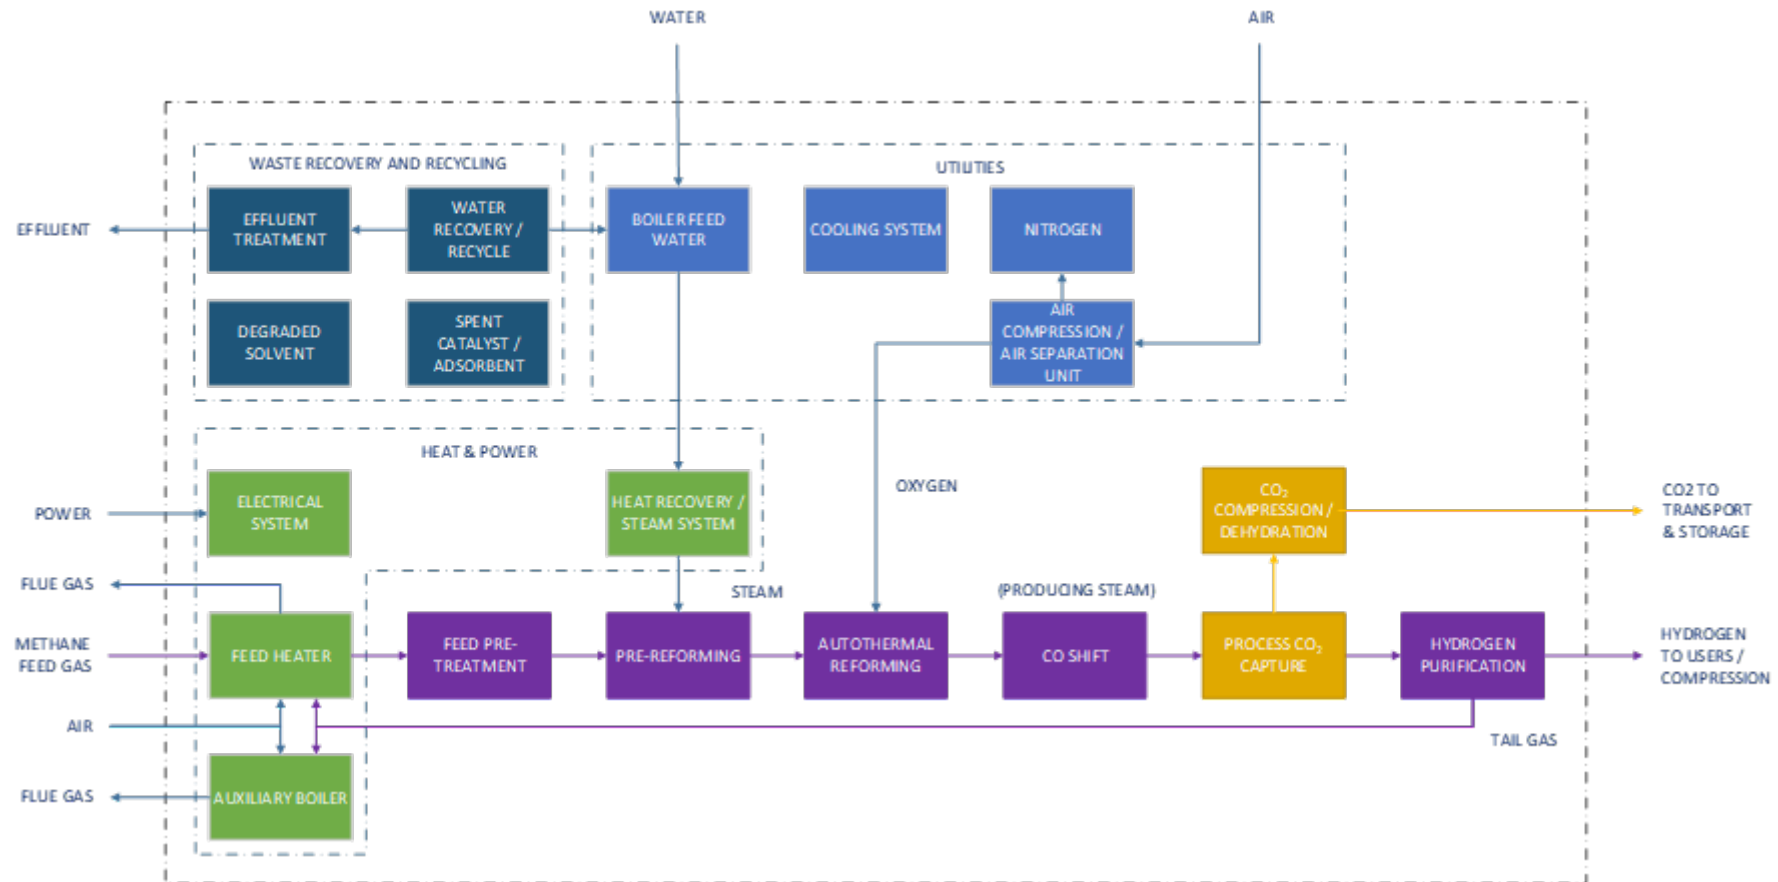 WATER
AIR
WASTE RECOVERY AND RECYCLING
UTILITIES
EFFLUENT
EFFLUENT
TREATMENT
WATER
RECOVERY /
RECYCLE
BOILER FEED
WATER
COOLING SYSTEM
NITROGEN
DEGRADED
SOLVENT
SPENT
CATALYST /
ADSORBENT
AIR
COMPRESSION /
AIR SEPARATION
UNIT
HEAT & POWER
POWER
ELECTRICAL
SYSTEM
HEAT RECOVERY /
STEAM SYSTEM
OXYGEN
CO₂
COMPRESSION /
DEHYDRATION
CO2 TO
TRANSPORT
& STORAGE
FLUE GAS
STEAM
(PRODUCING STEAM)
METHANE
FEED GAS
FEED HEATER
FEED PRE-
TREATMENT
PRE-REFORMING
AUTOTHERMAL
REFORMING
CO SHIFT
PROCESS CO₂
CAPTURE
HYDROGEN
PURIFICATION
HYDROGEN
TO USERS /
COMPRESSION
AIR
TAIL GAS
FLUE GAS
AUXILIARY BOILER